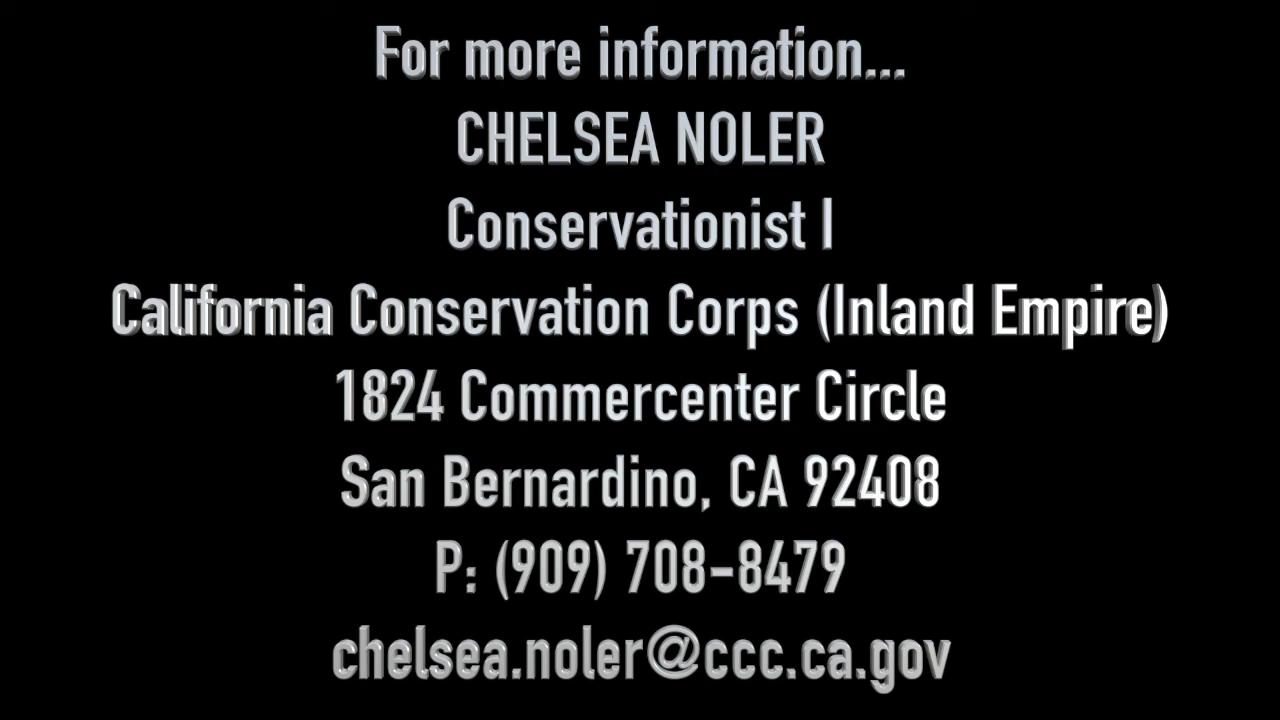 For more information...
CHELSEA NOLER
Conservationist I
California Conservation Corps (Inland Empire)
1824 Commercenter Circle
San Bernardino, CA 92408
P: (909) 708-8479
chelsea.noler@ccc.ca.gov